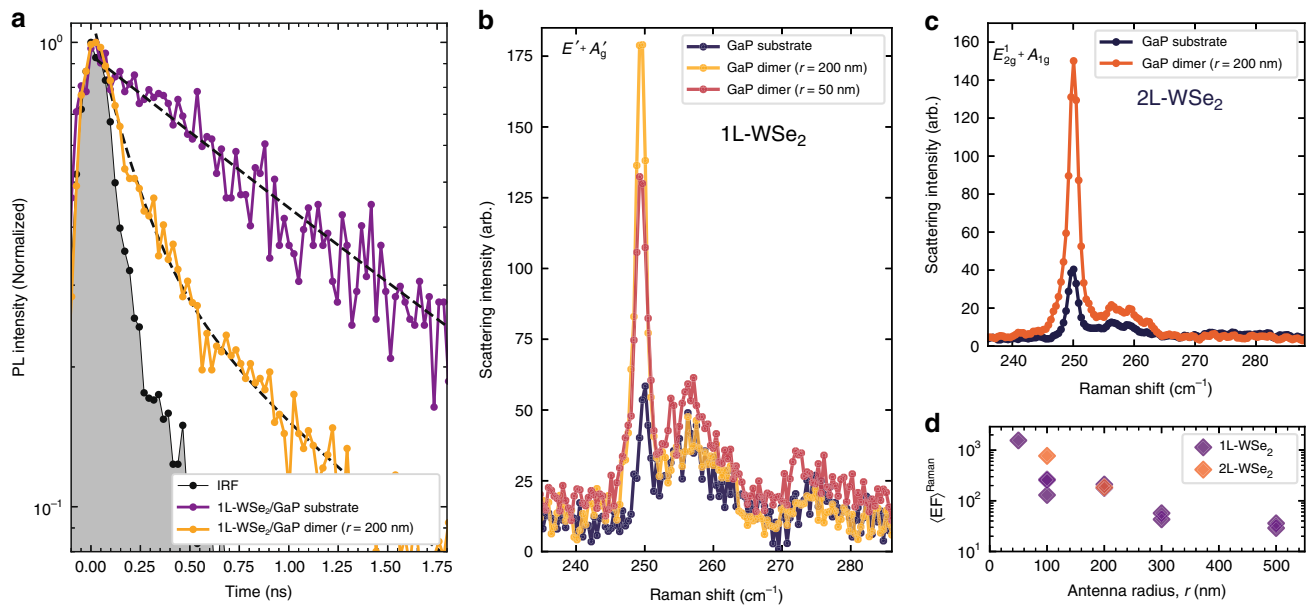 a
10⁰
10⁻¹
PL intensity (Normalized)
IRF
1L-WSe₂/GaP substrate
1L-WSe₂/GaP dimer (r = 200 nm)
0.00 0.25 0.50 0.75 1.00 1.25 1.50 1.75
Time (ns)
b
E′ + A′g
GaP substrate
GaP dimer (r = 200 nm)
GaP dimer (r = 50 nm)
1L-WSe₂
175
150
125
100
75
50
25
0
Scattering intensity (arb.)
240 250 260 270 280
Raman shift (cm⁻¹)
c
E¹2g + A1g
GaP substrate
GaP dimer (r = 200 nm)
2L-WSe₂
160
140
120
100
80
60
40
20
0
Scattering intensity (arb.)
240 250 260 270 280
Raman shift (cm⁻¹)
d
1L-WSe₂
2L-WSe₂
10³
10²
10¹
⟨EF⟩ᴿᵃᵐᵃⁿ
0 100 200 300 400 500
Antenna radius, r (nm)